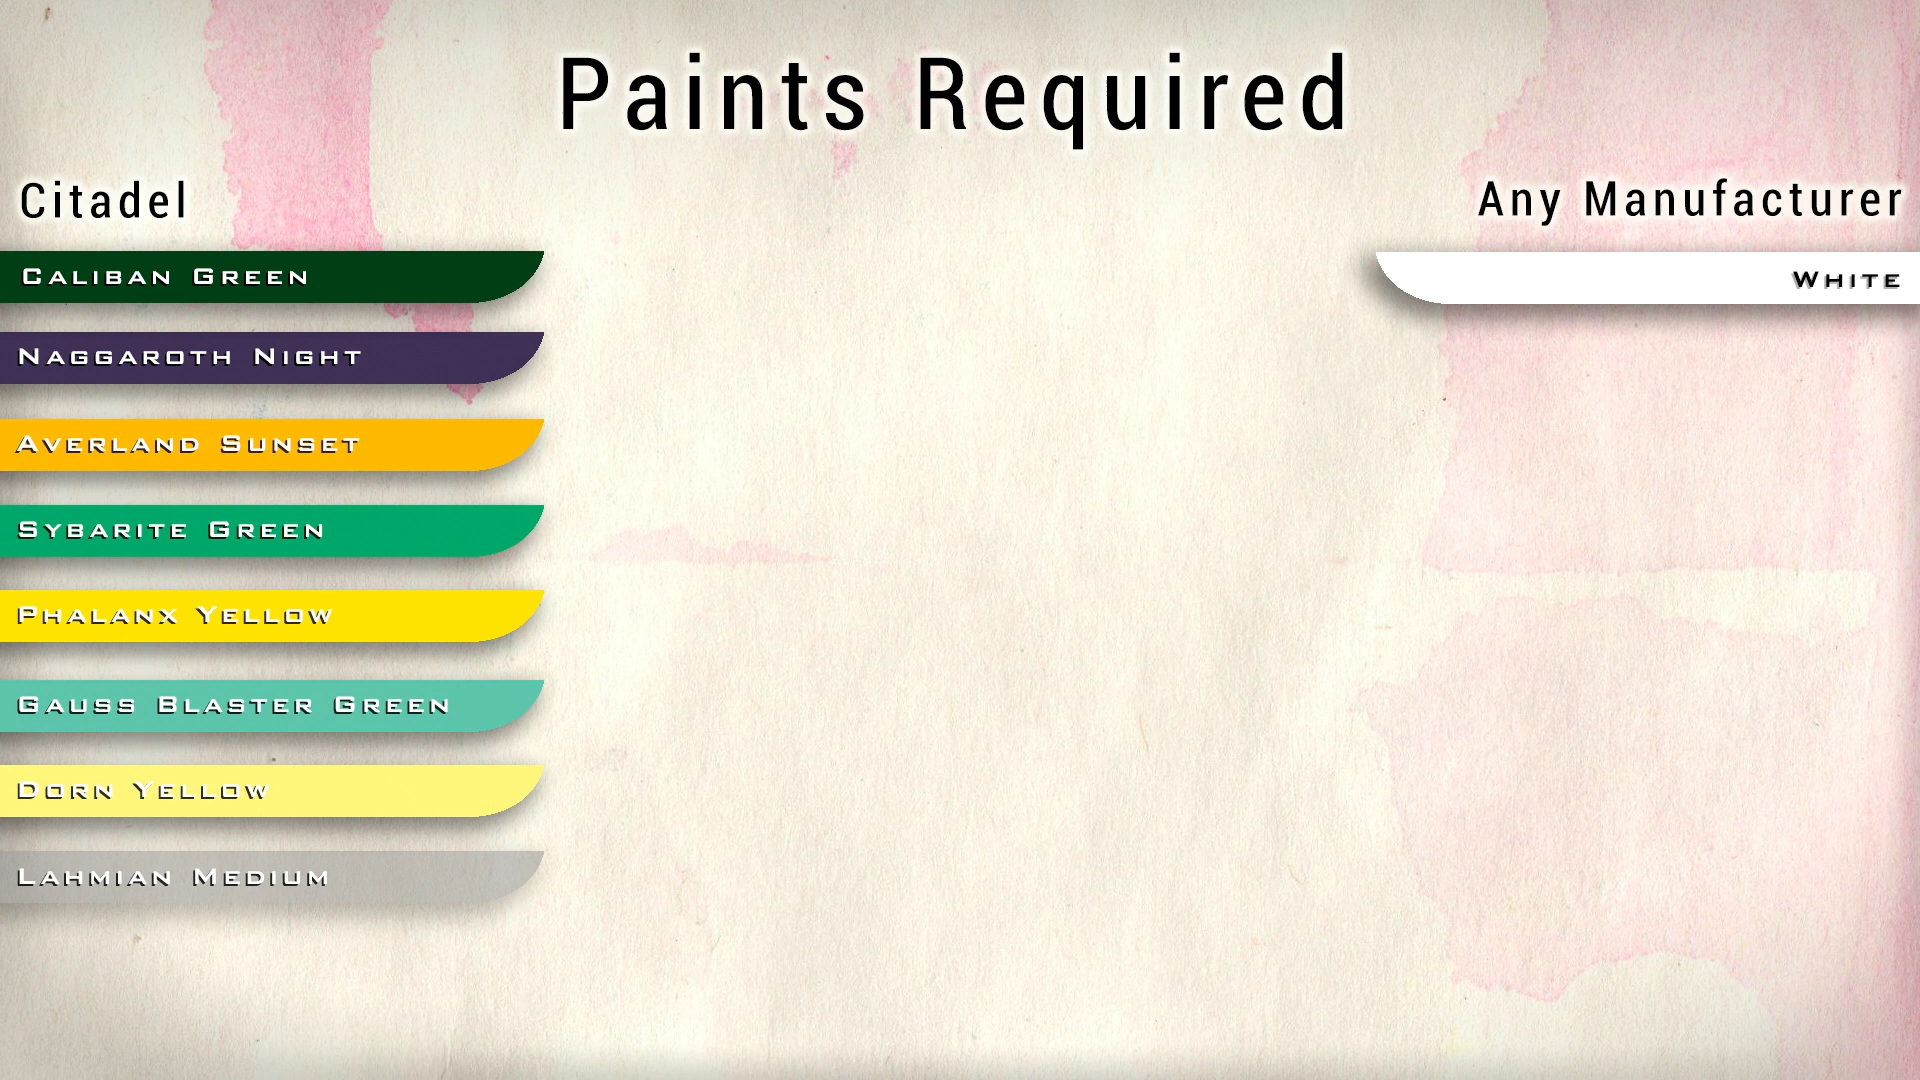 Paints Required
Citadel
Caliban Green
Naggaroth Night
Averland Sunset
Sybarite Green
Phalanx Yellow
Gauss Blaster Green
Dorn Yellow
Lahmian Medium
Any Manufacturer
White